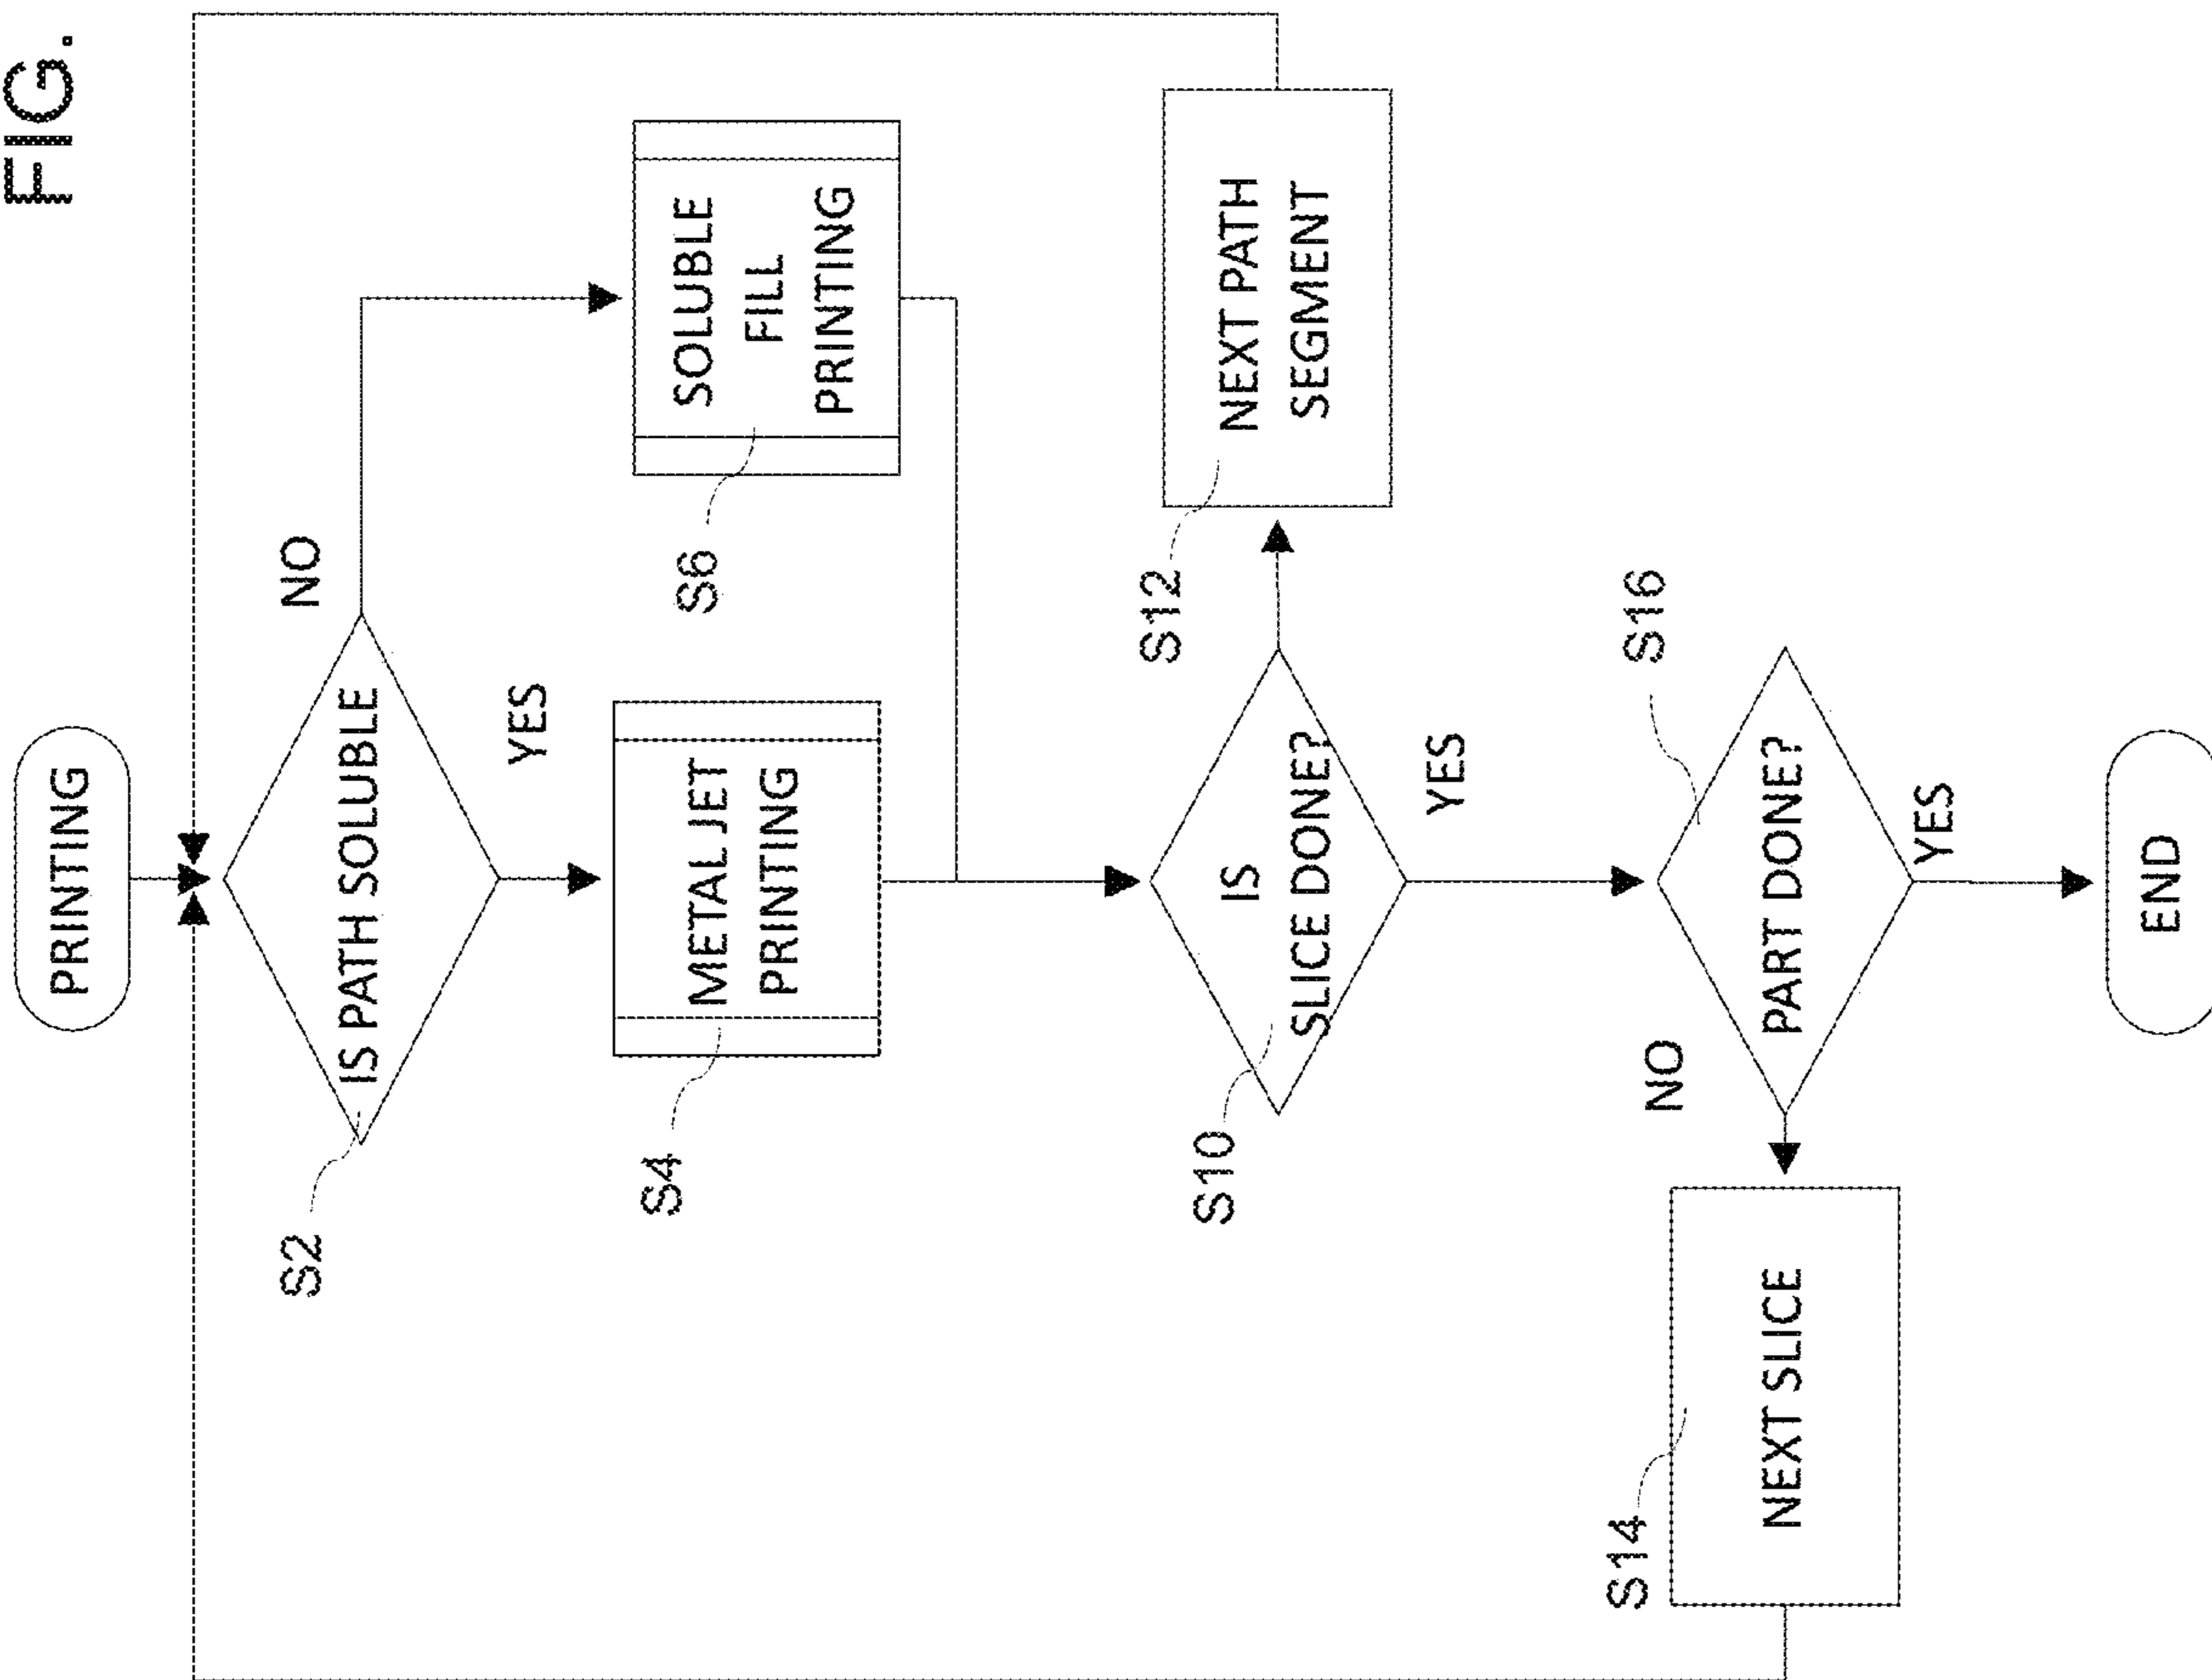 FIG.
PRINTING
IS PATH SOLUBLE
S2
NO
YES
METAL JET
PRINTING
S4
SOLUBLE
FILL
PRINTING
S6
IS
SLICE DONE?
S10
NEXT PATH
SEGMENT
S12
YES
PART DONE?
S16
NO
NEXT SLICE
S14
YES
END